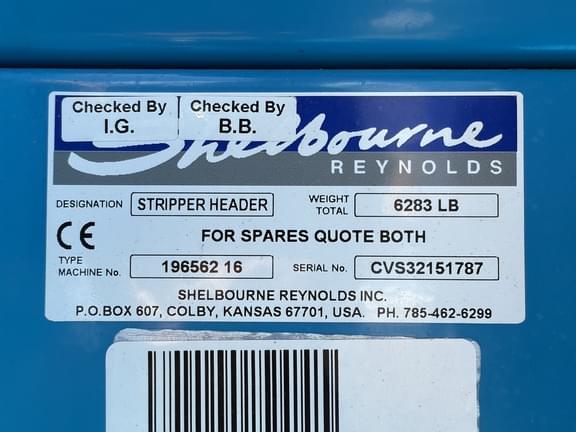 Checked By
I.G.
Checked By
B.B.
Shelbourne
REYNOLDS
DESIGNATION STRIPPER HEADER WEIGHT TOTAL 6283 LB
CE FOR SPARES QUOTE BOTH
TYPE MACHINE No. 196562 16 SERIAL No. CVS32151787
SHELBOURNE REYNOLDS INC.
P.O.BOX 607, COLBY, KANSAS 67701, USA. PH. 785-462-6299